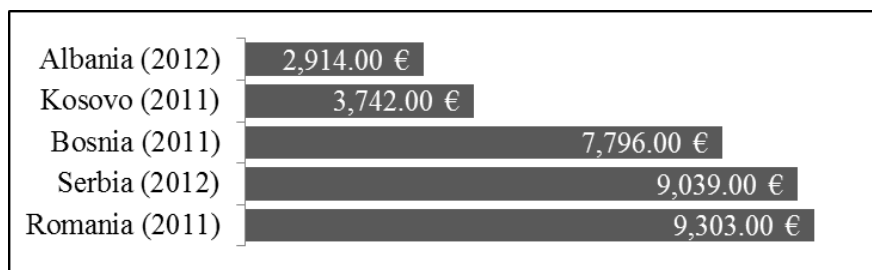 Albania (2012) 2,914.00 €
Kosovo (2011) 3,742.00 €
Bosnia (2011) 7,796.00 €
Serbia (2012) 9,039.00 €
Romania (2011) 9,303.00 €